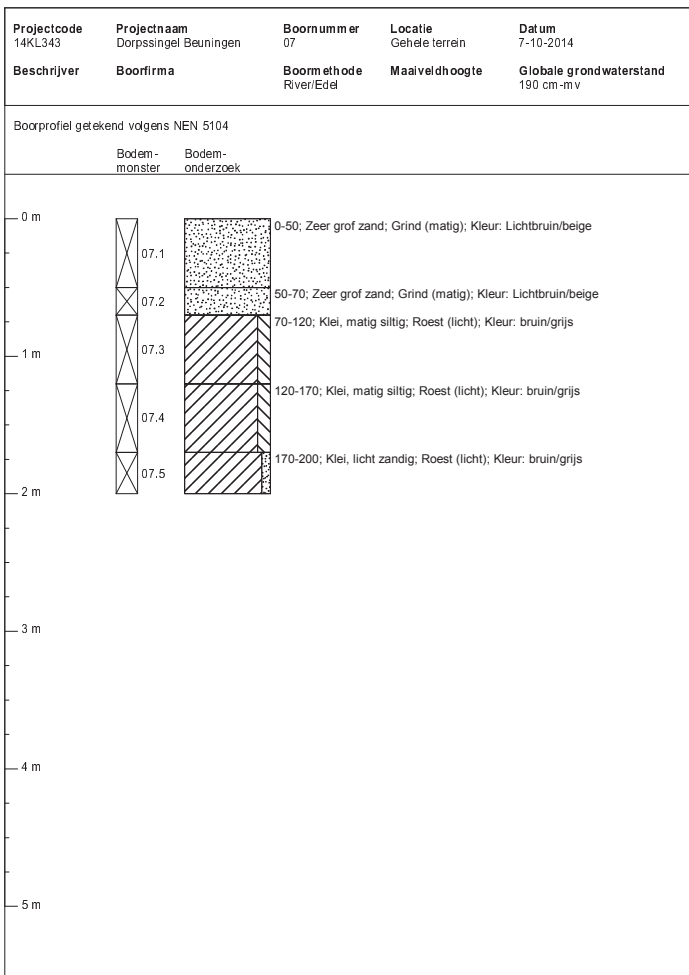 Projectcode Projectnaam Boornummer Locatie Datum
14KL343 Dorpssingel Beuningen 07 Gehele terrein 7-10-2014
Beschrijver Boorfirma Boormethode Maaiveldhoogte Globale grondwaterstand
River/Edel 190 cm-mv
Boorprofiel getekend volgens NEN 5104
Bodem- Bodem-
monster onderzoek
0 m
0-50; Zeer grof zand; Grind (matig); Kleur: Lichtbruin/beige
07.1
50-70; Zeer grof zand; Grind (matig); Kleur: Lichtbruin/beige
07.2
70-120; Klei, matig siltig; Roest (licht); Kleur: bruin/grijs
07.3
1 m
120-170; Klei, matig siltig; Roest (licht); Kleur: bruin/grijs
07.4
170-200; Klei, licht zandig; Roest (licht); Kleur: bruin/grijs
07.5
2 m
3 m
4 m
5 m